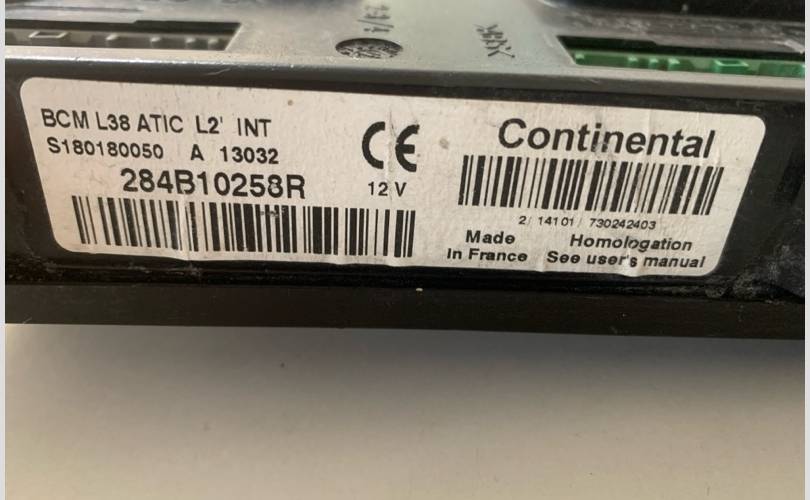 BCM L38 ATIC L2' INT
S180180050 A 13032
284B10258R
CE
12 V
Continental
2/ 14101 / 730242403
Made
In France
Homologation
See user's manual